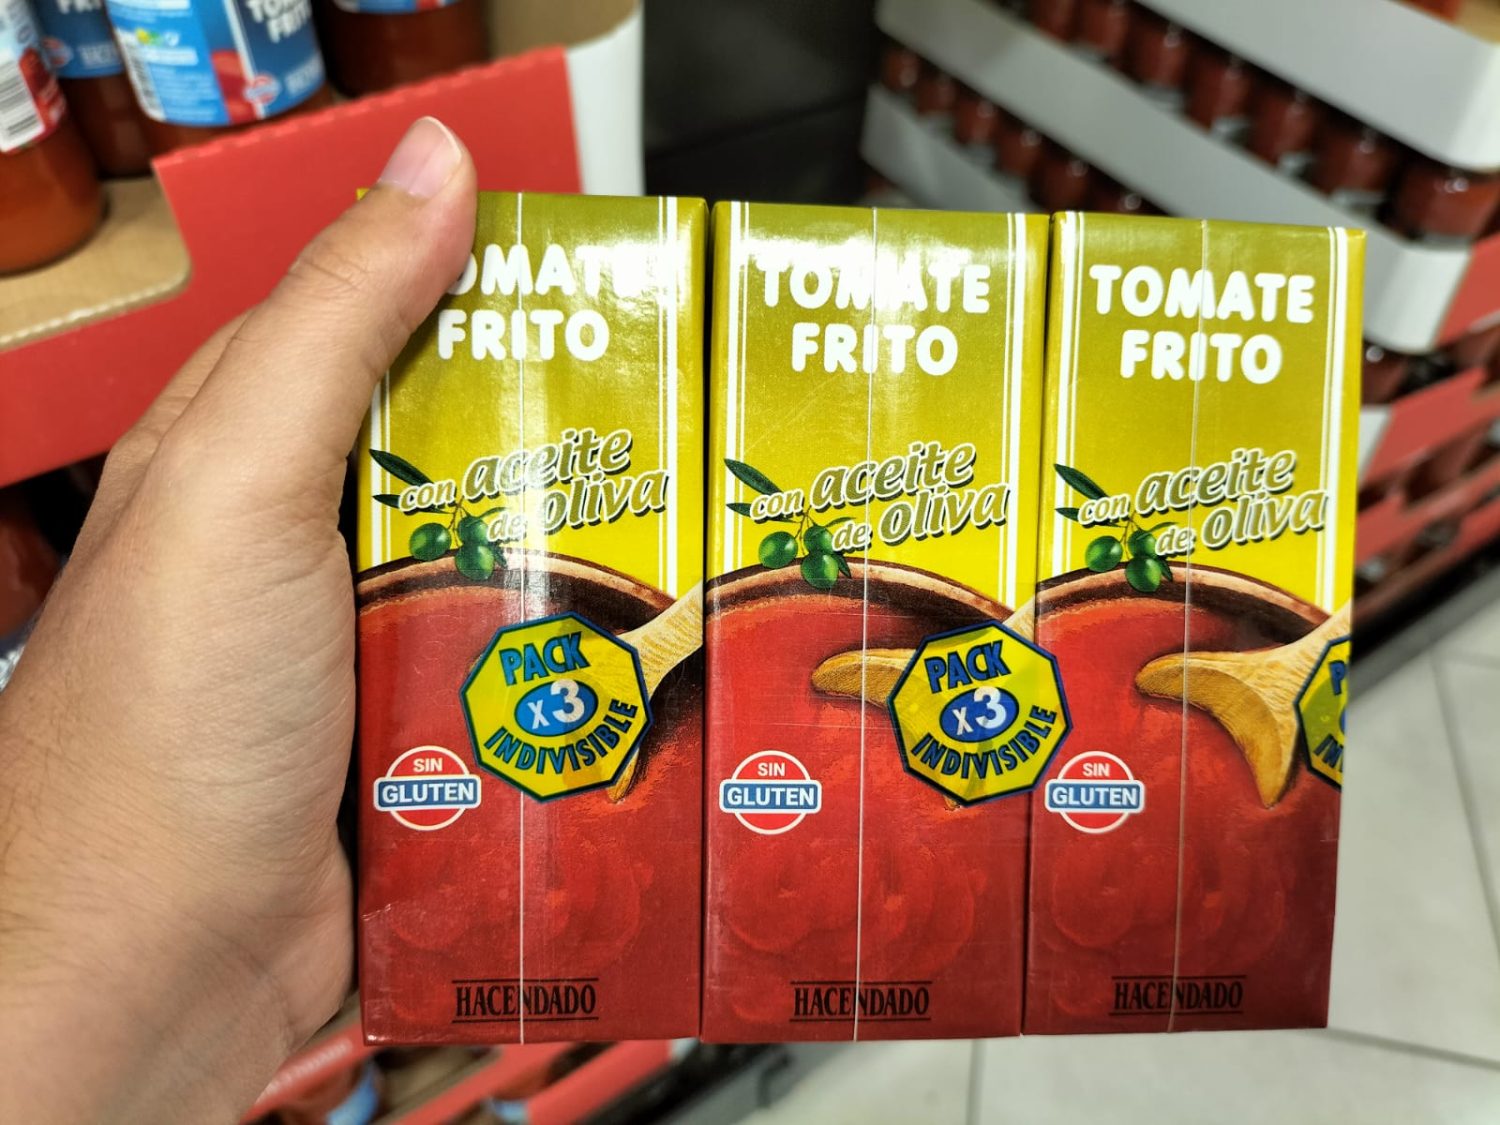 TOMATE
FRITO
con aceite
de oliva
PACK
x3
INDIVISIBLE
SIN
GLUTEN
HACENDADO
TOMATE
FRITO
con aceite
de oliva
PACK
x3
INDIVISIBLE
SIN
GLUTEN
HACENDADO
TOMATE
FRITO
con aceite
de oliva
SIN
GLUTEN
HACENDADO